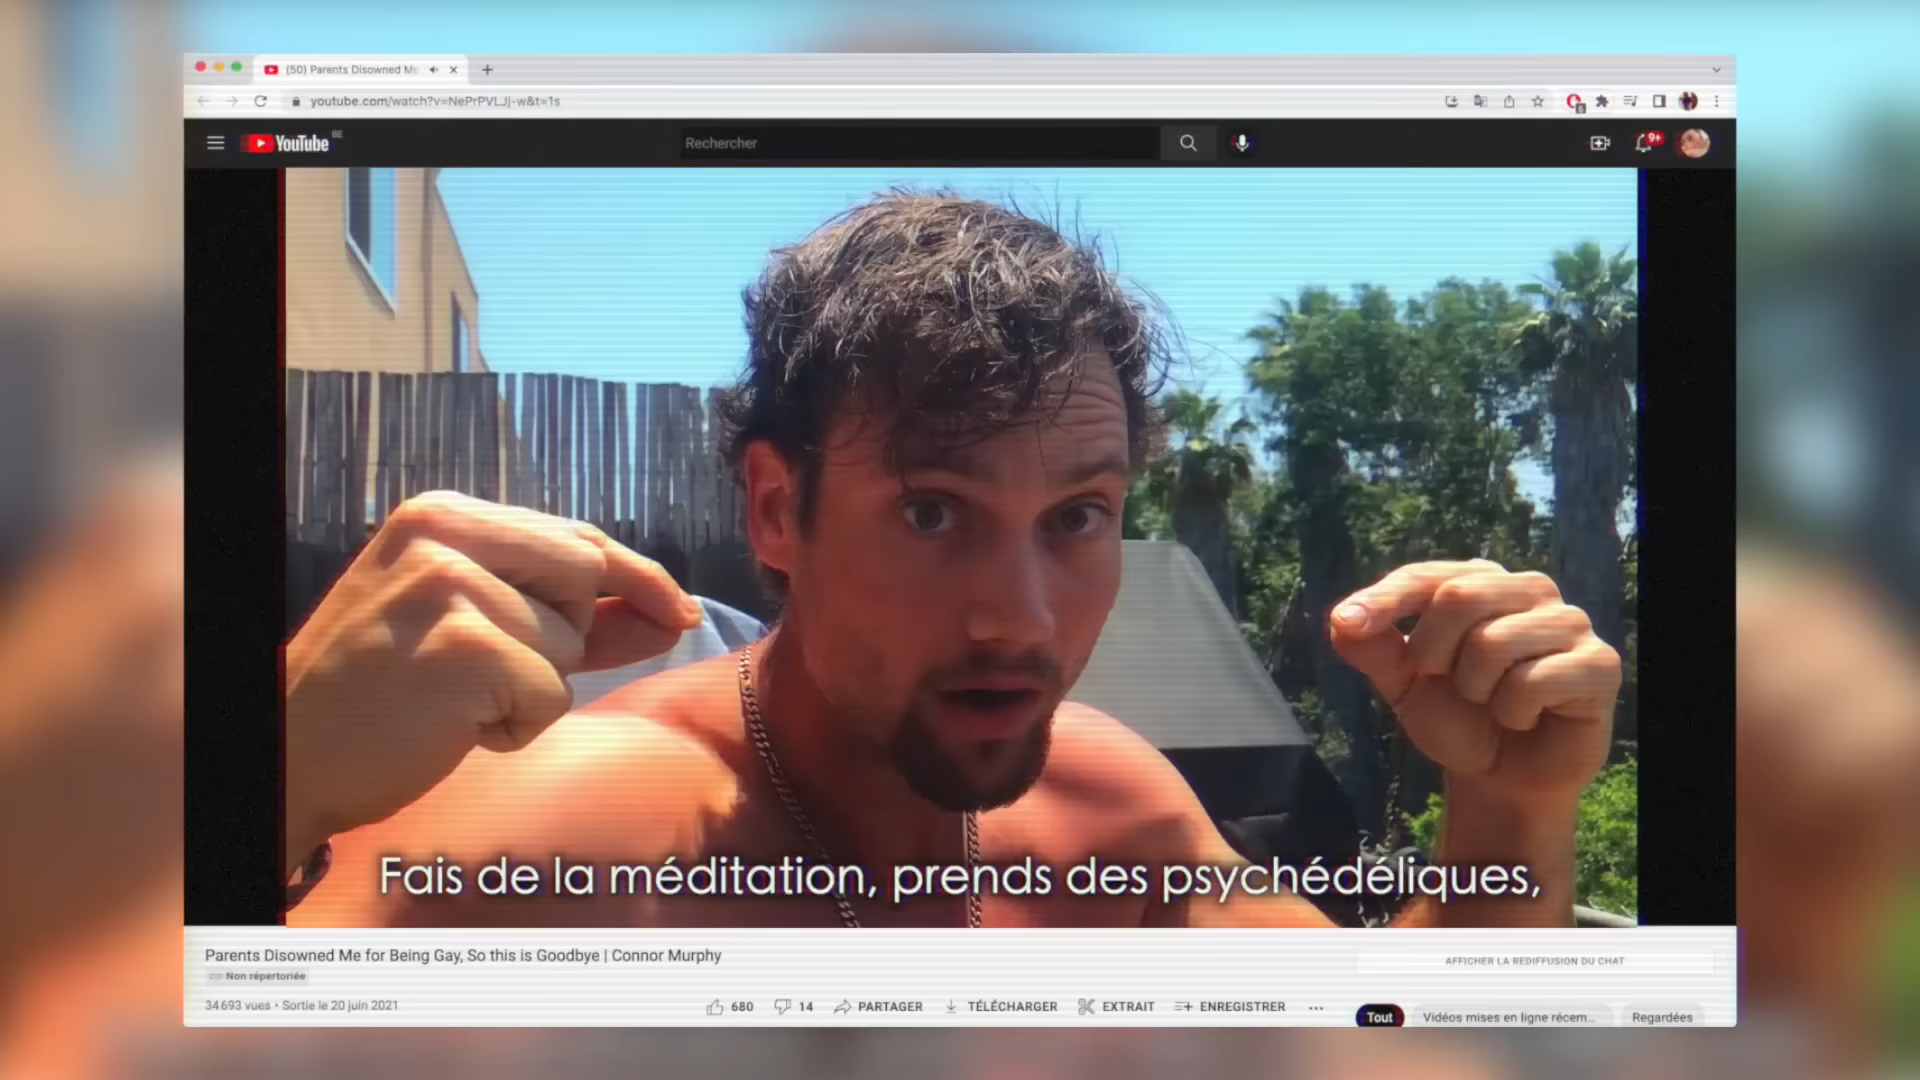 (50) Parents Disowned Me
youtube.com/watch?v=NePrPVLJj-w&t=1s
YouTube BE
Rechercher
9+
Fais de la méditation, prends des psychédéliques,
Parents Disowned Me for Being Gay, So this is Goodbye | Connor Murphy
Non répertoriée
34 693 vues • Sortie le 20 juin 2021
680
14
PARTAGER
TÉLÉCHARGER
EXTRAIT
ENREGISTRER
AFFICHER LA REDIFFUSION DU CHAT
Tout
Vidéos mises en ligne récem...
Regardées